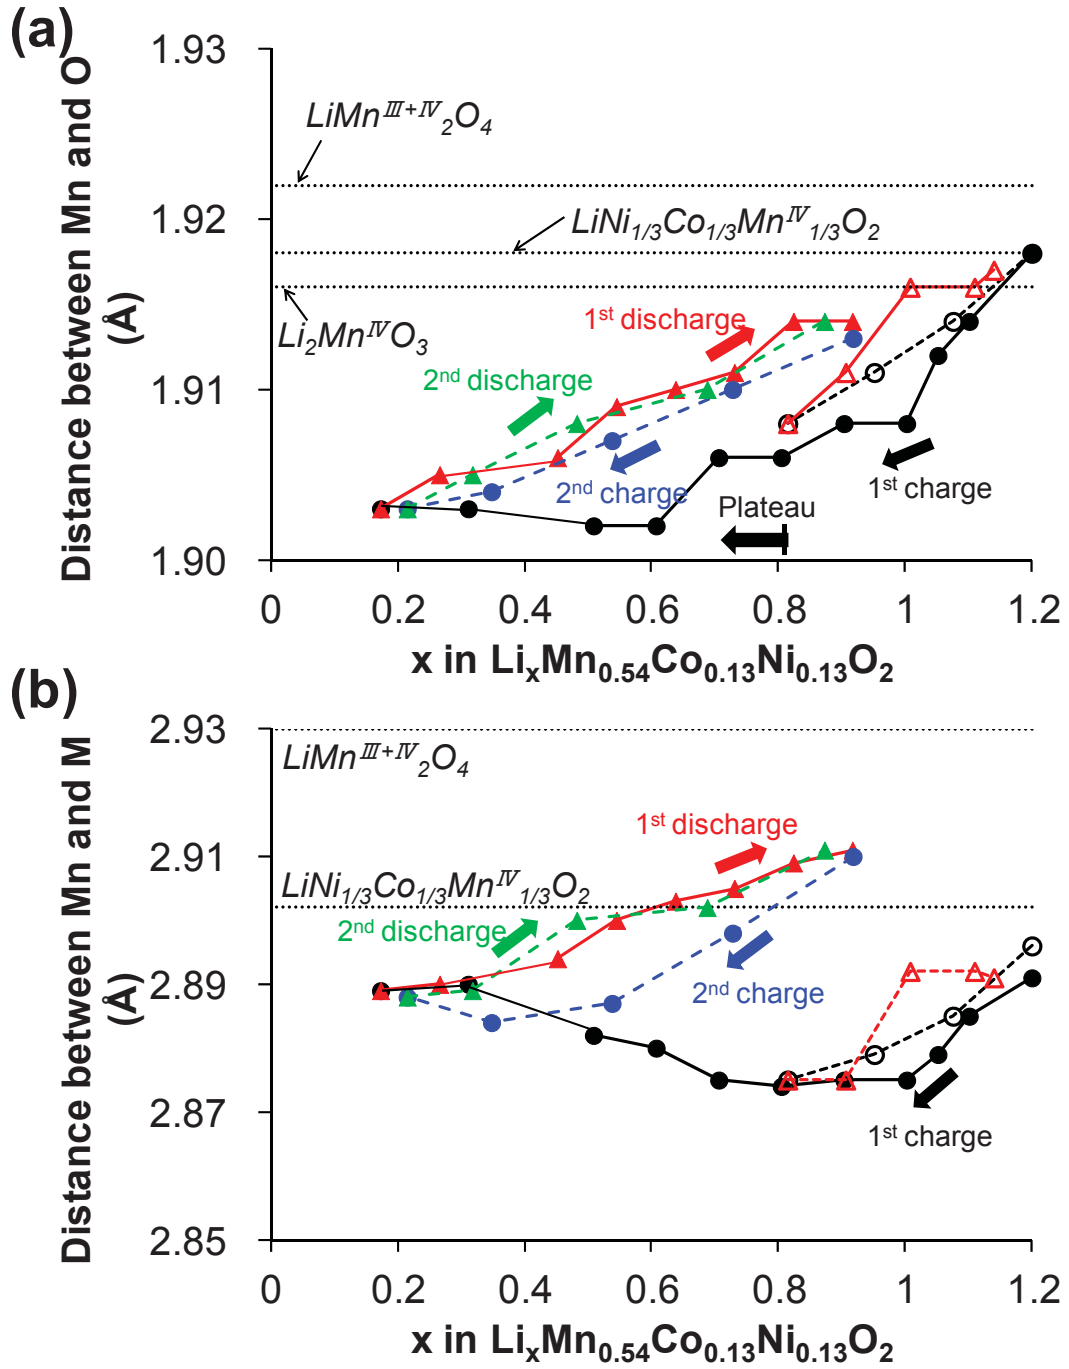 (a)
Distance between Mn and O
(Å)
1.93
1.92
1.91
1.90
LiMnᴵᴵᴵ⁺ᴵⱽ₂O₄
LiNi₁/₃Co₁/₃Mnᴵⱽ₁/₃O₂
Li₂MnᴵⱽO₃
1ˢᵗ discharge
2ⁿᵈ discharge
2ⁿᵈ charge
1ˢᵗ charge
Plateau
0 0.2 0.4 0.6 0.8 1 1.2
x in LiₓMn₀.₅₄Co₀.₁₃Ni₀.₁₃O₂
(b)
Distance between Mn and M
(Å)
2.93
2.91
2.89
2.87
2.85
LiMnᴵᴵᴵ⁺ᴵⱽ₂O₄
1ˢᵗ discharge
LiNi₁/₃Co₁/₃Mnᴵⱽ₁/₃O₂
2ⁿᵈ discharge
2ⁿᵈ charge
1ˢᵗ charge
0 0.2 0.4 0.6 0.8 1 1.2
x in LiₓMn₀.₅₄Co₀.₁₃Ni₀.₁₃O₂